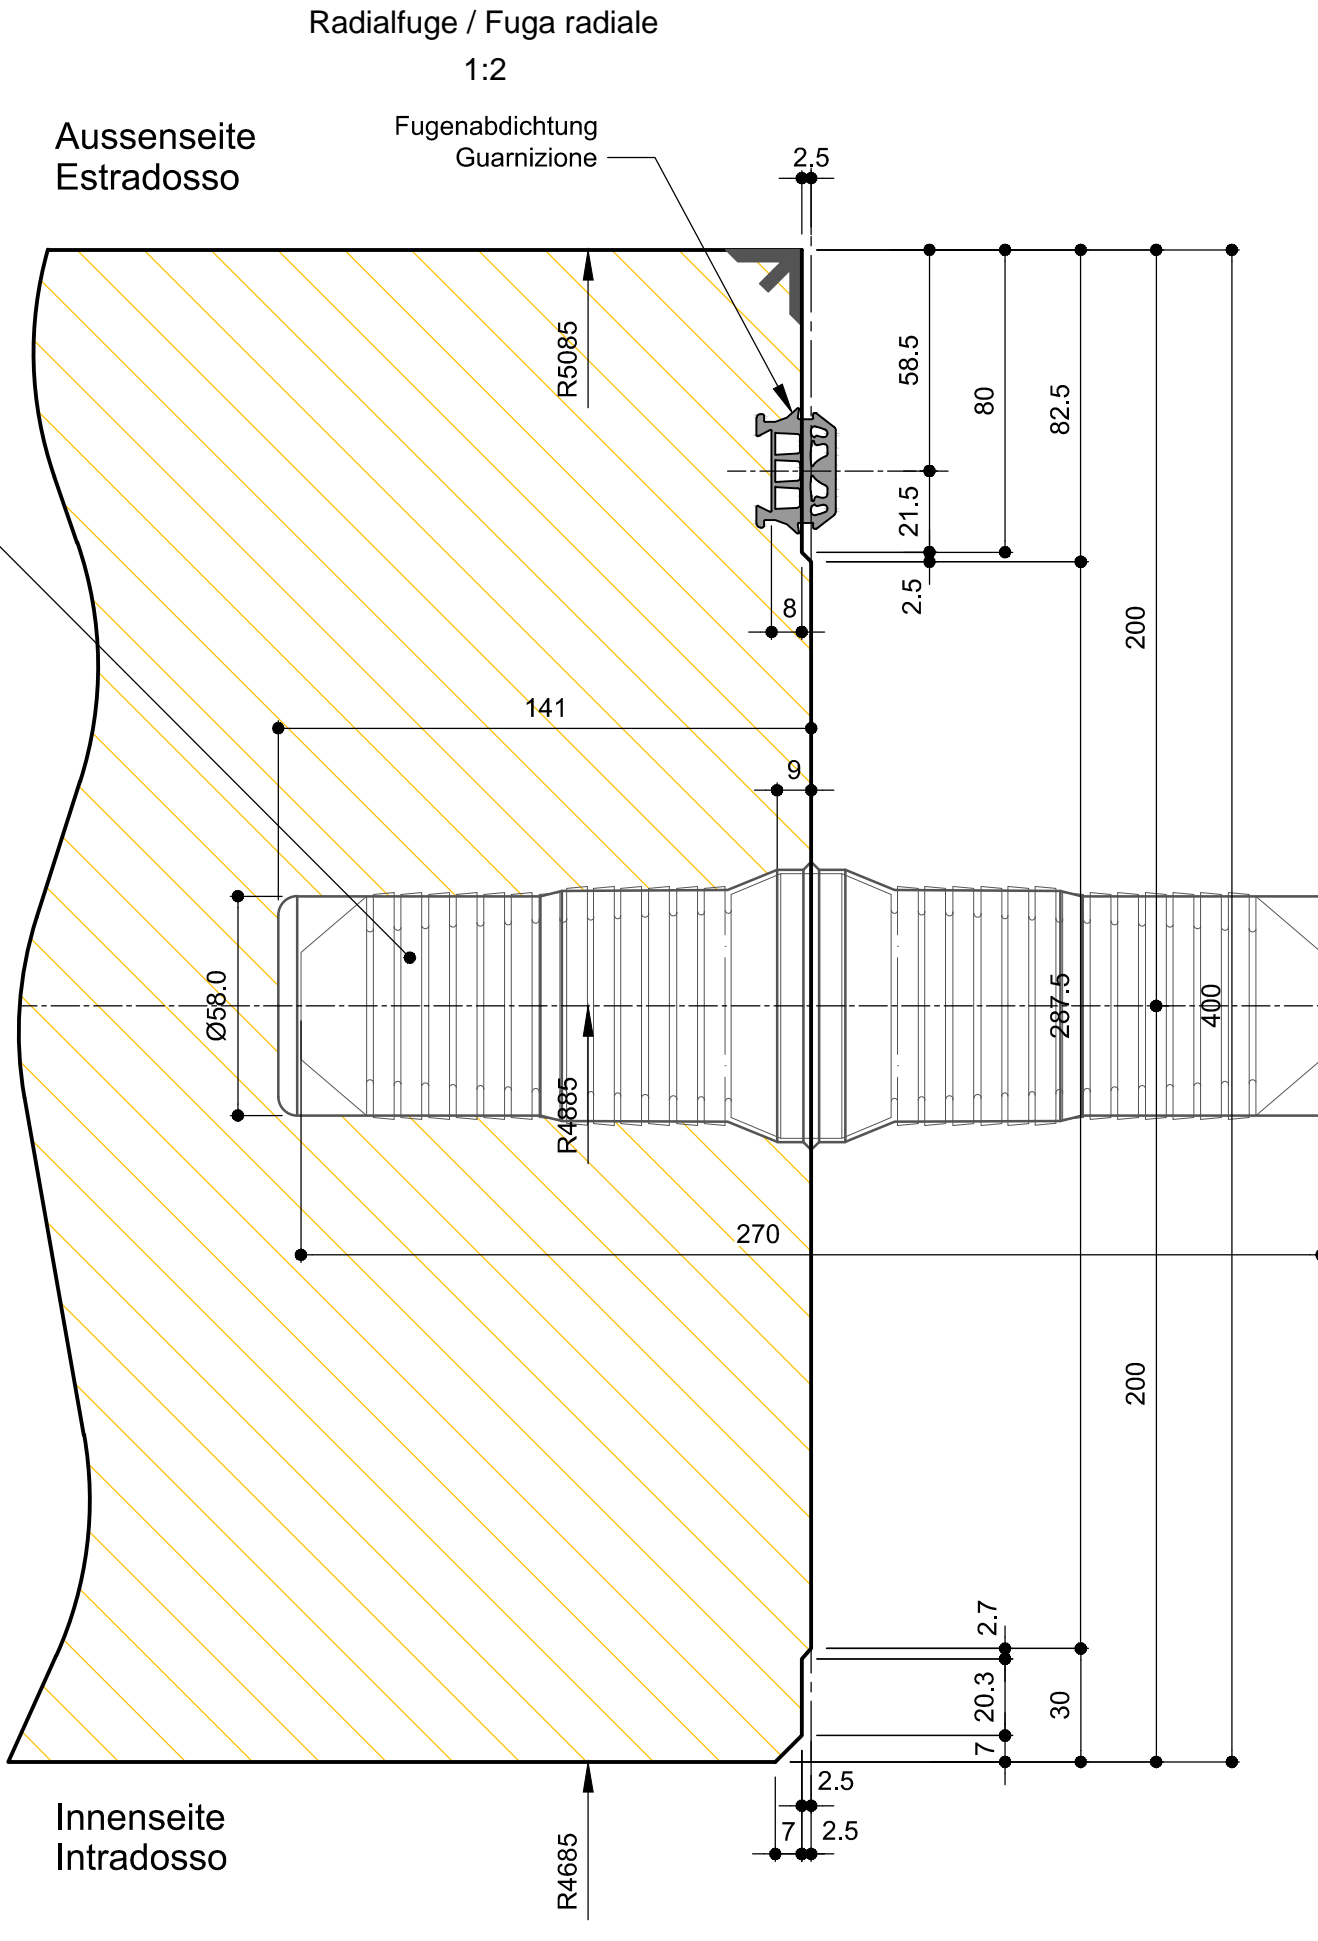 Radialfuge / Fuga radiale
1:2
Aussenseite
Estradosso
Fugenabdichtung
Guarnizione
2.5
R5085
58.5
80
82.5
21.5
2.5
8
200
141
9
Ø58.0
R4885
287.5
400
270
200
2.7
20.3
30
7
2.5
7
2.5
Innenseite
Intradosso
R4685